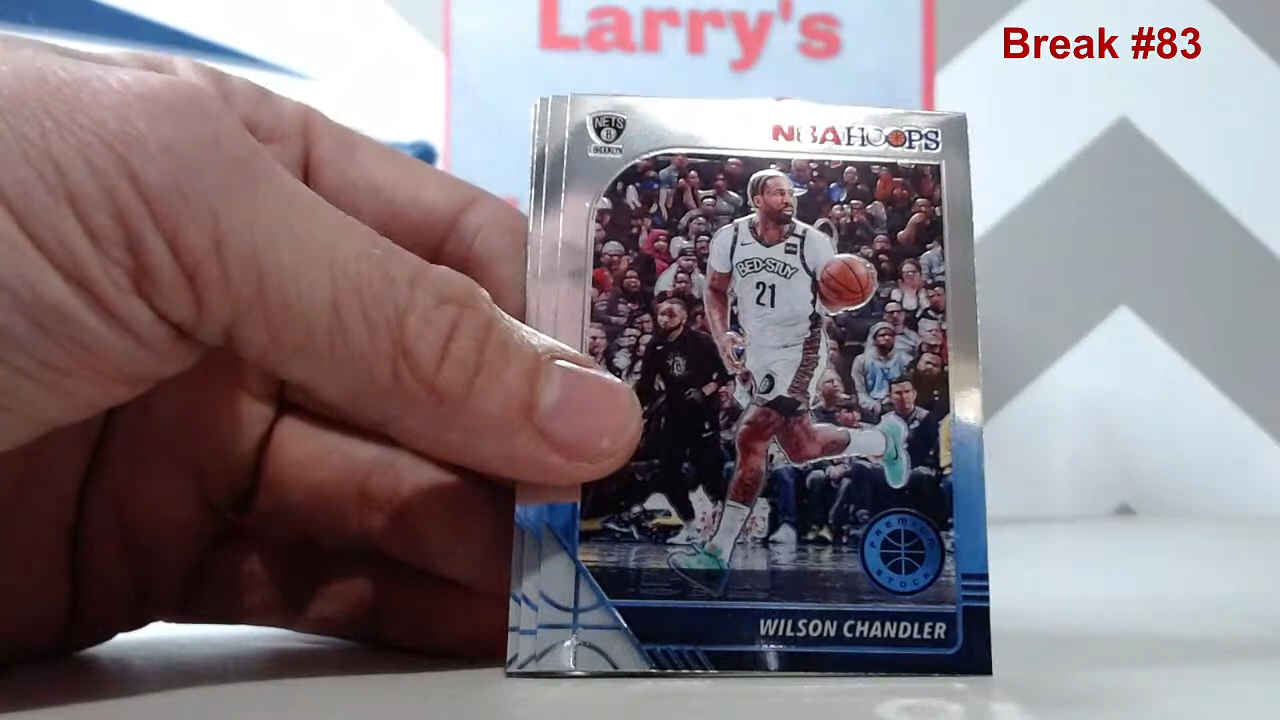 Larry's
Break #83
NETS
B
BROOKLYN
NBA HOOPS
BED-STUY
21
PREMIUM
STOCK
WILSON CHANDLER